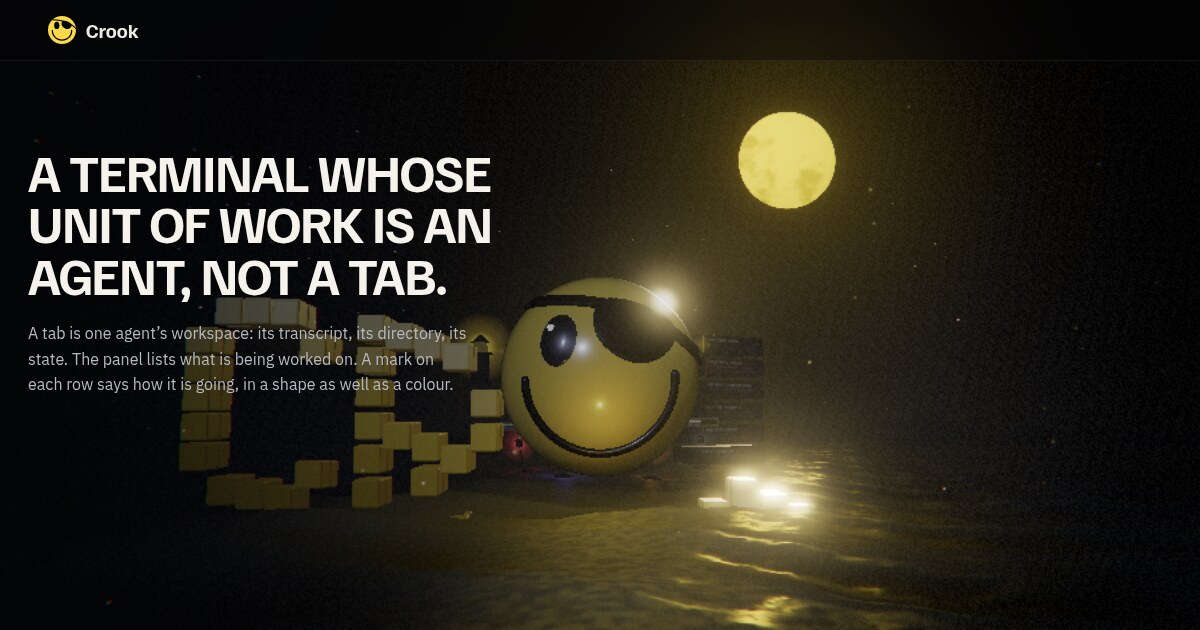 Crook
A TERMINAL WHOSE
UNIT OF WORK IS AN
AGENT, NOT A TAB.
A tab is one agent’s workspace: its transcript, its directory, its
state. The panel lists what is being worked on. A mark on
each row says how it is going, in a shape as well as a colour.